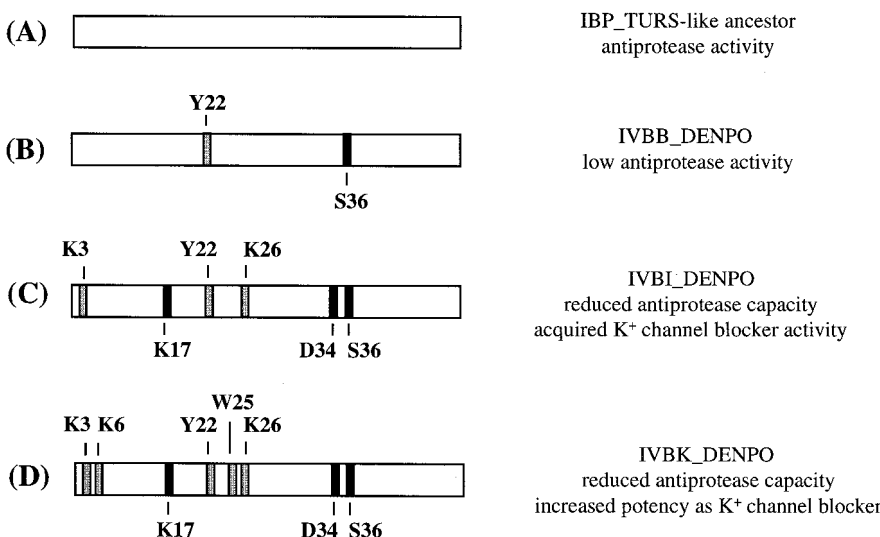 (A)
IBP_TURS-like ancestor
antiprotease activity
Y22
(B)
IVBB_DENPO
low antiprotease activity
S36
K3 Y22 K26
(C)
IVBI_DENPO
reduced antiprotease capacity
acquired K⁺ channel blocker activity
K17 D34 S36
W25
K3 K6 Y22 K26
(D)
IVBK_DENPO
reduced antiprotease capacity
increased potency as K⁺ channel blocker
K17 D34 S36